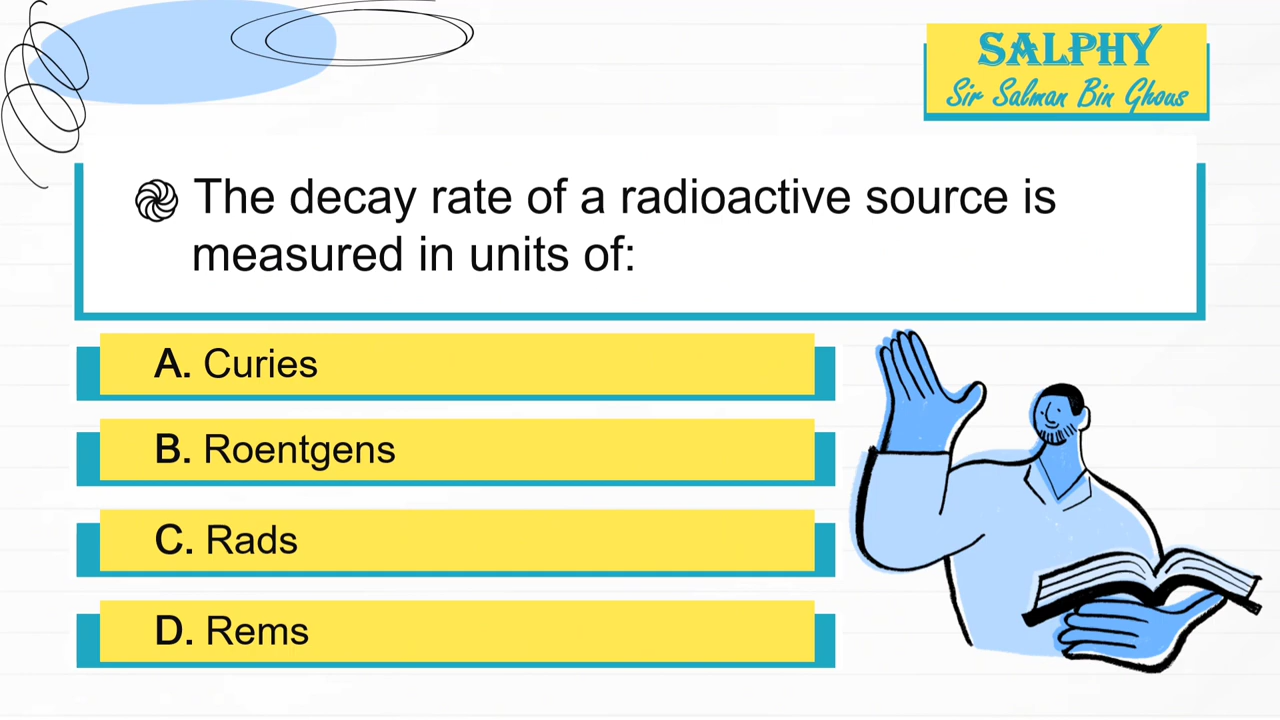 SALPHY
Sir Salman Bin Ghous
The decay rate of a radioactive source is
measured in units of:
A. Curies
B. Roentgens
C. Rads
D. Rems